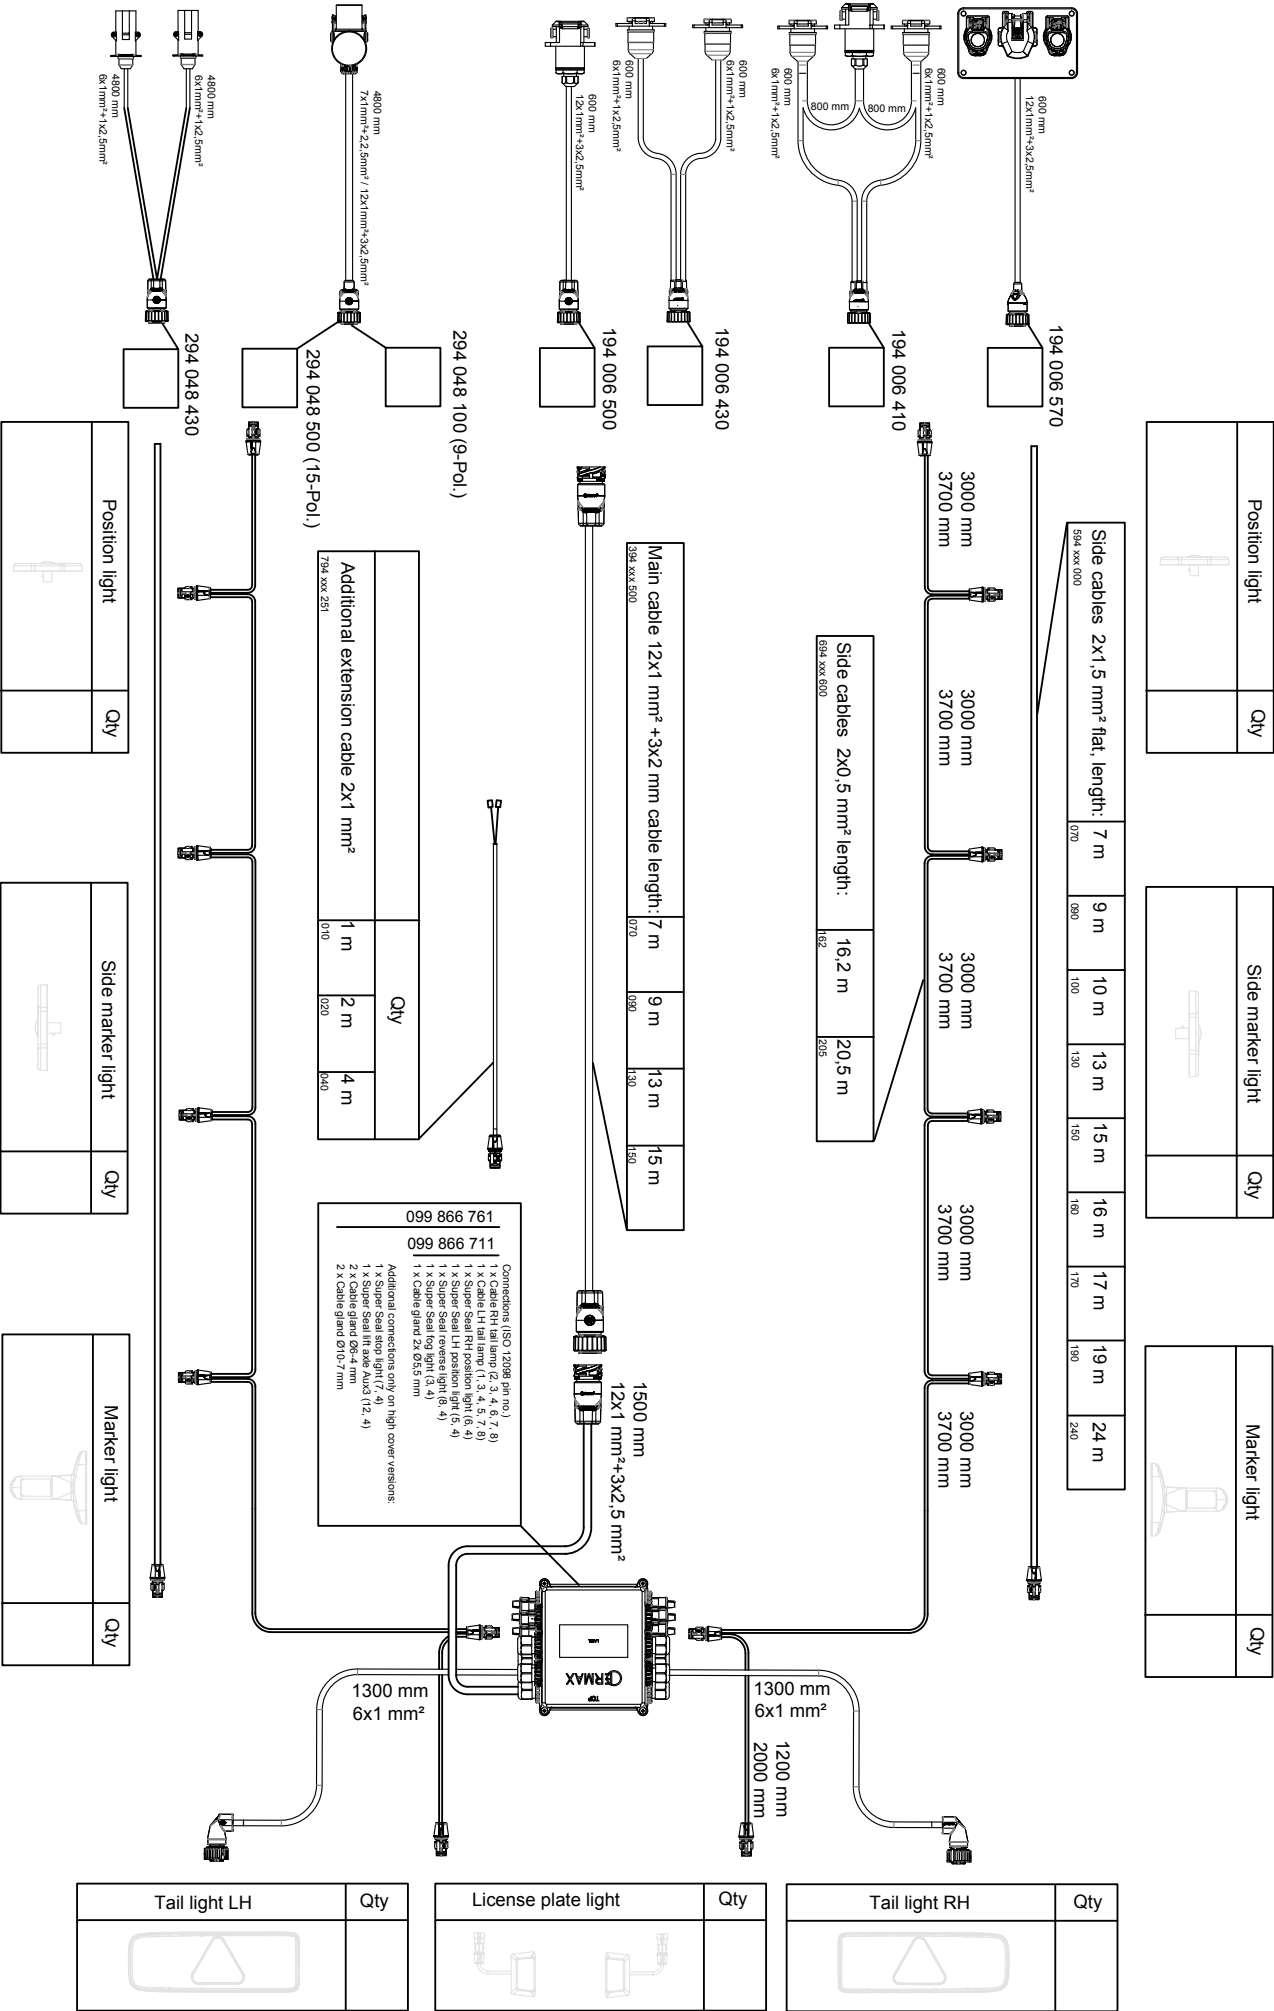 4800 mm
6x1mm²+1x2,5mm²
4800 mm
6x1mm²+1x2,5mm²
294 048 430
4800 mm
7x1mm²+2,2,5mm² / 12x1mm²+3x2,5mm²
294 048 100 (9-Pol.)
294 048 500 (15-Pol.)
600 mm
12x1mm²+3x2,5mm²
194 006 500
600 mm
6x1mm²+1x2,5mm²
600 mm
6x1mm²+1x2,5mm²
194 006 430
600 mm
6x1mm²+1x2,5mm²
800 mm
800 mm
600 mm
6x1mm²+1x2,5mm²
194 006 410
600 mm
12x1mm²+3x2,5mm²
194 006 570
Position light
Qty
Side marker light
Qty
Marker light
Qty
Side cables 2x1,5 mm² flat, length:
594 xxx 000
7 m
070
9 m
090
10 m
100
13 m
130
15 m
150
16 m
160
17 m
170
19 m
190
24 m
240
3000 mm
3700 mm
3000 mm
3700 mm
3000 mm
3700 mm
3000 mm
3700 mm
3000 mm
3700 mm
Side cables 2x0,5 mm² length:
694 xxx 600
16,2 m
162
20,5 m
205
Main cable 12x1 mm² +3x2 mm cable length:
394 xxx 500
7 m
070
9 m
090
13 m
130
15 m
150
Additional extension cable 2x1 mm²
794 xxx 251
Qty
1 m
010
2 m
020
4 m
040
1500 mm
12x1 mm²+3x2,5 mm²
099 866 761
099 866 711
Connections (ISO 12098 pin no.)
1 x Cable RH tail lamp (2, 3, 4, 6, 7, 8)
1 x Cable LH tail lamp (1, 3, 4, 5, 7, 8)
1 x Super Seal RH position light (6, 4)
1 x Super Seal LH position light (5, 4)
1 x Super Seal reverse light (8, 4)
1 x Super Seal fog light (3, 4)
1 x Cable gland 2x Ø5,5 mm
Additional connections only on high cover versions:
1 x Super Seal stop light (7, 4)
1 x Super Seal lift axle Aux3 (12, 4)
2 x Cable gland Ø6-4 mm
2 x Cable gland Ø10-7 mm
LABEL
ERMAX
TOP
1300 mm
6x1 mm²
1300 mm
6x1 mm²
1200 mm
2000 mm
Position light
Qty
Side marker light
Qty
Marker light
Qty
Tail light LH
Qty
License plate light
Qty
Tail light RH
Qty